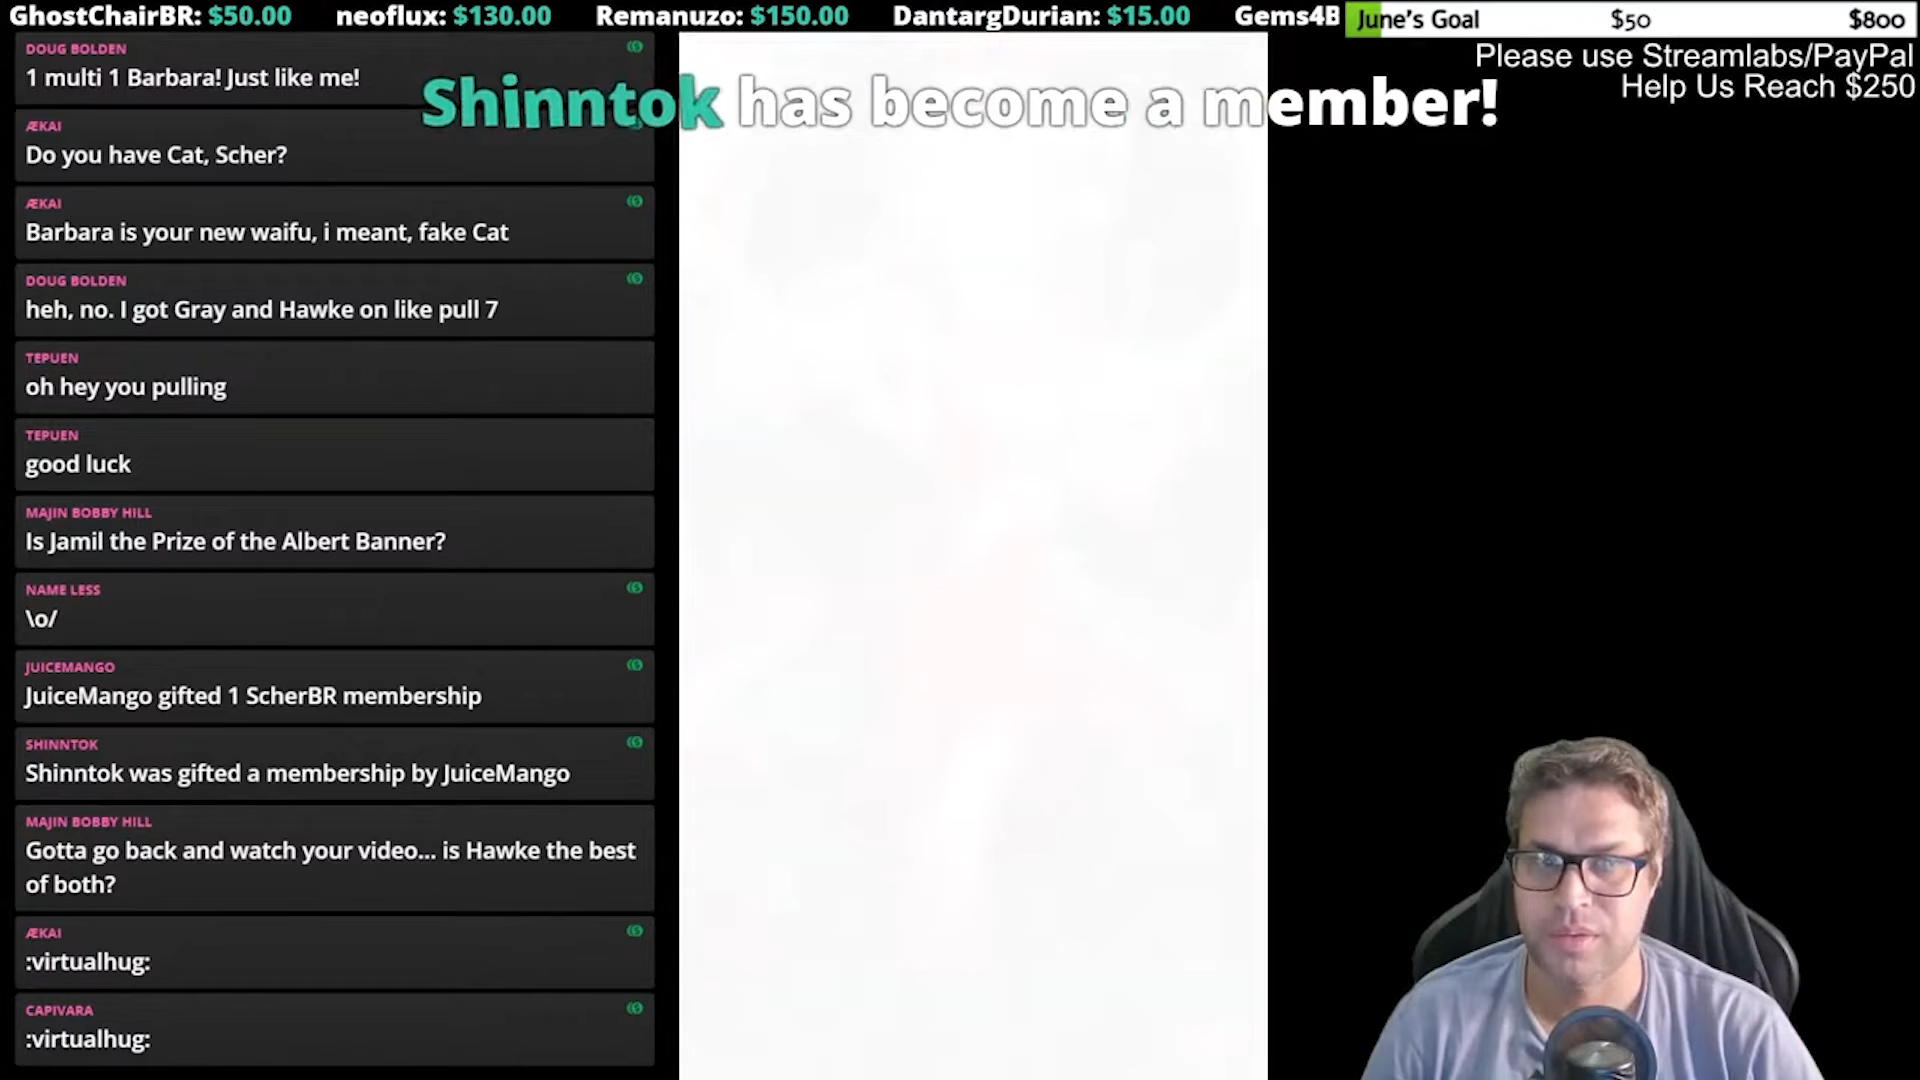 GhostChairBR: $50.00 neoflux: $130.00 Remanuzo: $150.00 DantargDurian: $15.00 Gems4B
June's Goal $50 $800
Please use Streamlabs/PayPal
Help Us Reach $250
Shinntok has become a member!
DOUG BOLDEN
1 multi 1 Barbara! Just like me!
ÆKAI
Do you have Cat, Scher?
ÆKAI
Barbara is your new waifu, i meant, fake Cat
DOUG BOLDEN
heh, no. I got Gray and Hawke on like pull 7
TEPUEN
oh hey you pulling
TEPUEN
good luck
MAJIN BOBBY HILL
Is Jamil the Prize of the Albert Banner?
NAME LESS
\o/
JUICEMANGO
JuiceMango gifted 1 ScherBR membership
SHINNTOK
Shinntok was gifted a membership by JuiceMango
MAJIN BOBBY HILL
Gotta go back and watch your video... is Hawke the best
of both?
ÆKAI
:virtualhug:
CAPIVARA
:virtualhug: